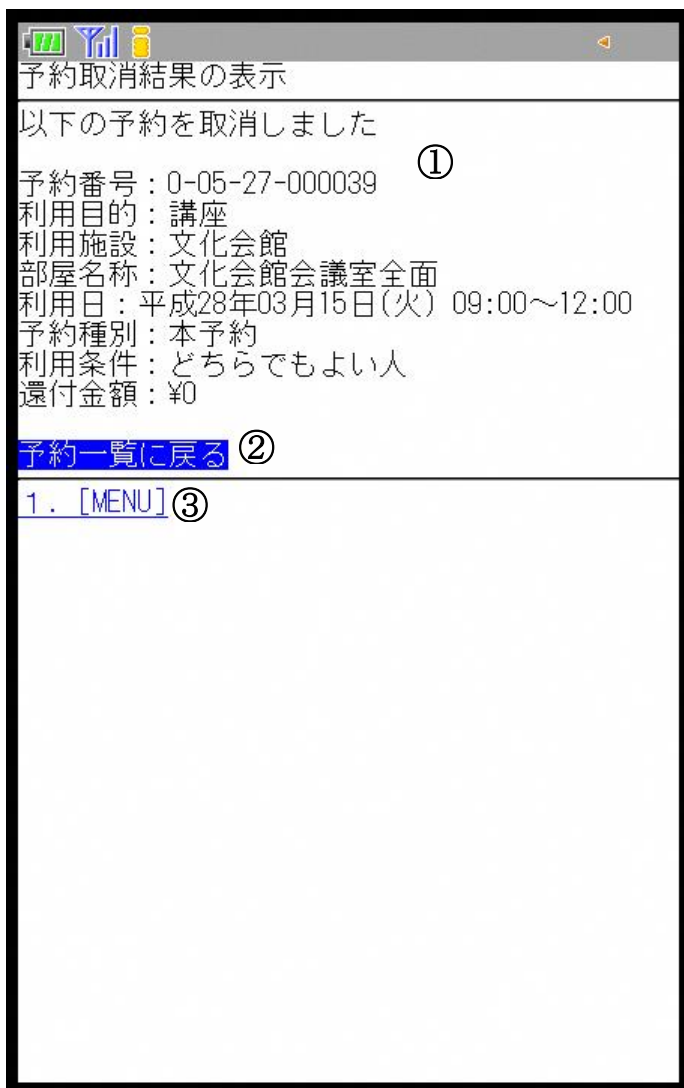 予約取消結果の表示
以下の予約を取消しました
①
予約番号：0-05-27-000039
利用目的：講座
利用施設：文化会館
部屋名称：文化会館会議室全面
利用日：平成28年03月15日(火) 09:00～12:00
予約種別：本予約
利用条件：どちらでもよい人
還付金額：¥0
予約一覧に戻る ②
１．[MENU] ③